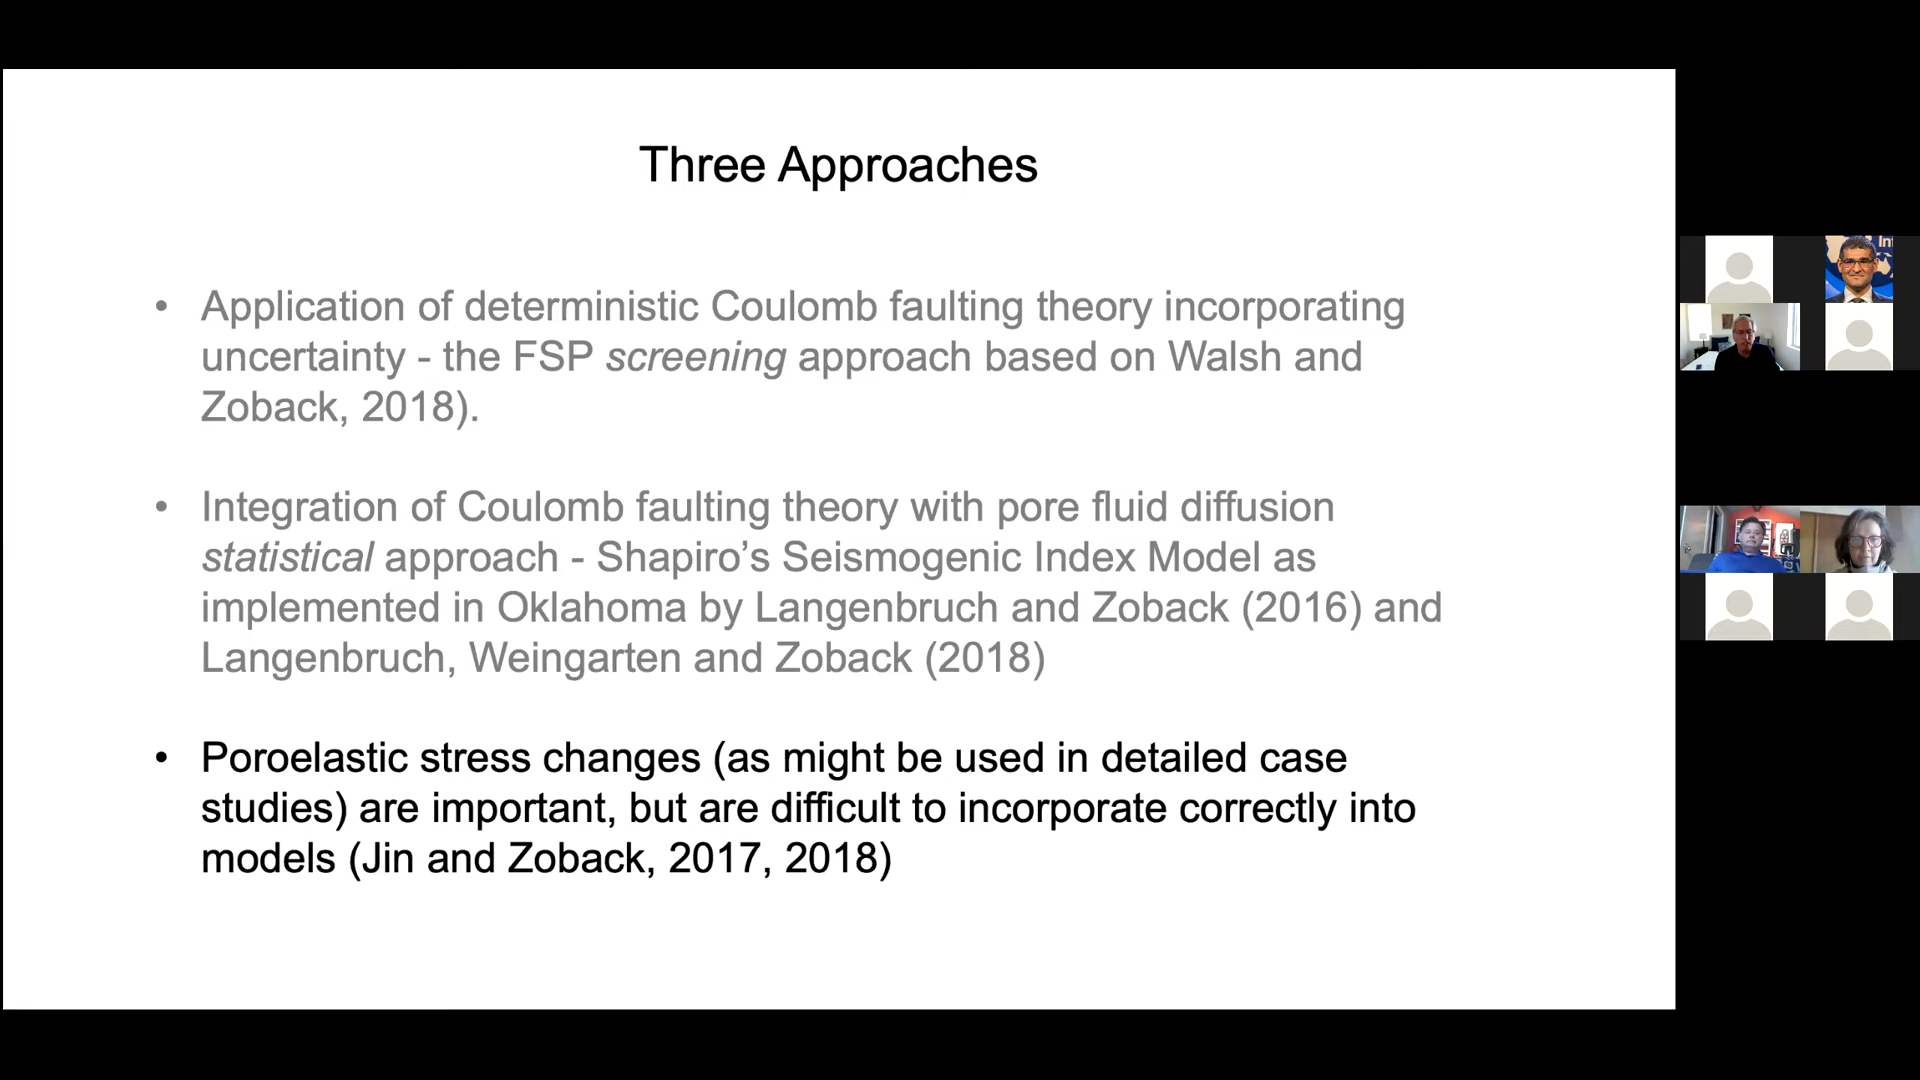 Three Approaches
• Application of deterministic Coulomb faulting theory incorporating
uncertainty - the FSP screening approach based on Walsh and
Zoback, 2018).
• Integration of Coulomb faulting theory with pore fluid diffusion
statistical approach - Shapiro’s Seismogenic Index Model as
implemented in Oklahoma by Langenbruch and Zoback (2016) and
Langenbruch, Weingarten and Zoback (2018)
• Poroelastic stress changes (as might be used in detailed case
studies) are important, but are difficult to incorporate correctly into
models (Jin and Zoback, 2017, 2018)